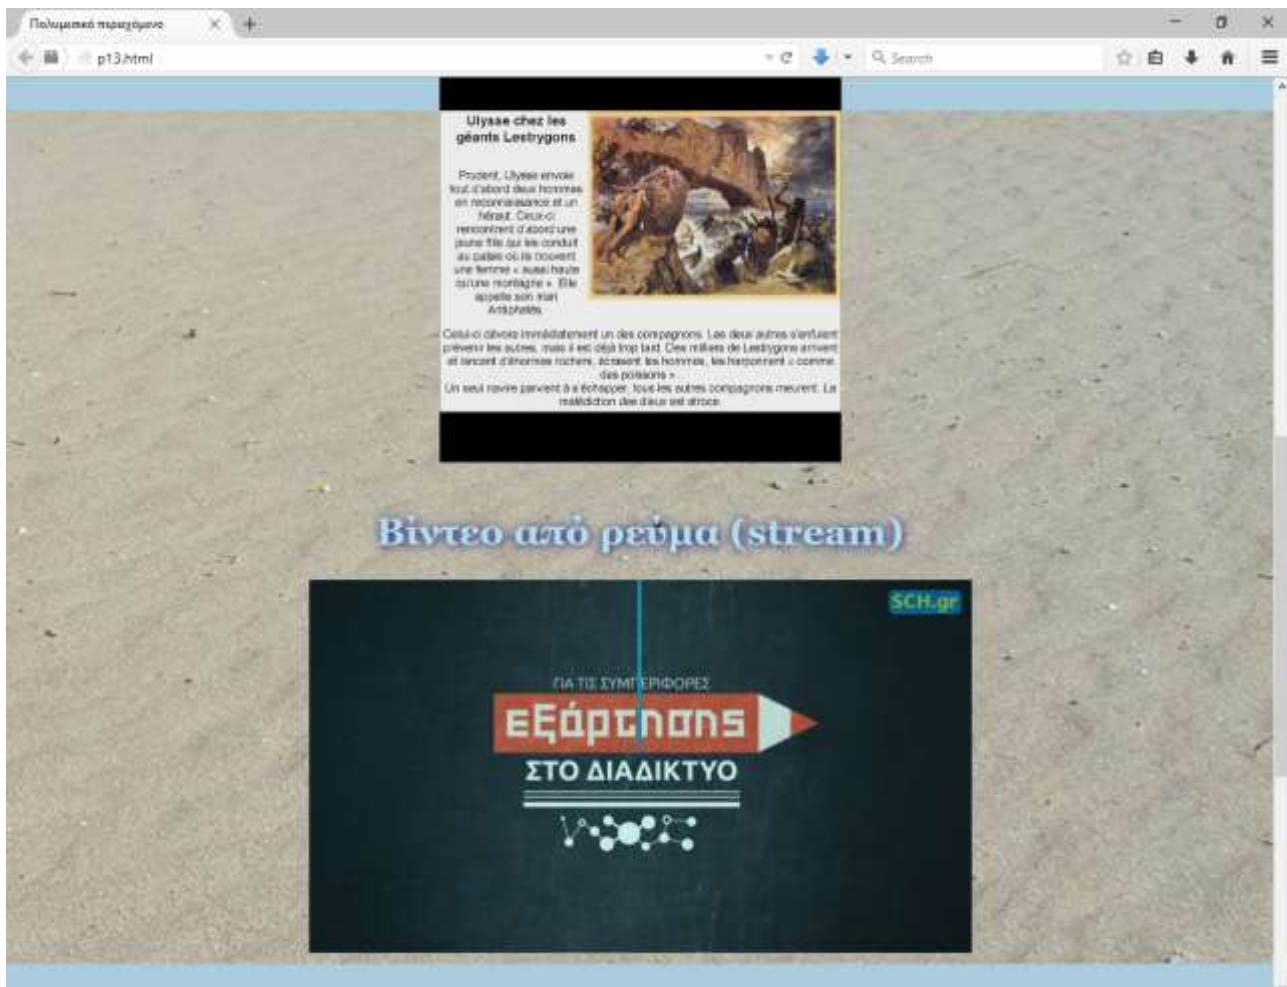 Πολυμεσικό περιεχόμενο
p13.html
Search
Ulysse chez les
géants Lestrygons
Prudent, Ulysse envoie
tout d'abord deux hommes
en reconnaissance et un
héraut. Ceux-ci
rencontrent d'abord une
jeune fille qui les conduit
au palais où ils trouvent
une femme « aussi haute
qu'une montagne ». Elle
appelle son mari
Antiphatès.
Celui-ci dévore immédiatement un des compagnons. Les deux autres s'enfuient
prévenir les autres, mais il est déjà trop tard. Des milliers de Lestrygons arrivent
et lancent d'énormes rochers, écrasent les hommes, les harponnent « comme
des poissons ».
Un seul navire parvient à s'échapper, tous les autres compagnons meurent. La
malédiction des dieux est atroce.
Βίντεο από ρεύμα (stream)
SCH.gr
ΓΙΑ ΤΙΣ ΣΥΜΠΕΡΙΦΟΡΕΣ
εξάρτησης
ΣΤΟ ΔΙΑΔΙΚΤΥΟ